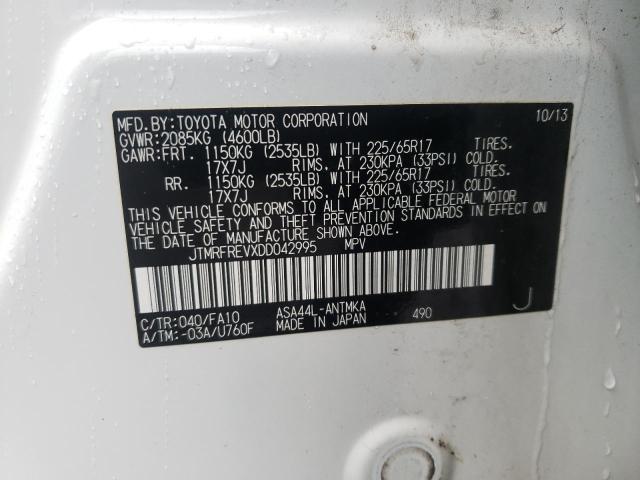 MFD.BY:TOYOTA MOTOR CORPORATION 10/13
GVWR:2085KG (4600LB)
GAWR:FRT. 1150KG (2535LB) WITH 225/65R17 TIRES.
17X7J RIMS, AT 230KPA (33PSI) COLD.
RR. 1150KG (2535LB) WITH 225/65R17 TIRES.
17X7J RIMS, AT 230KPA (33PSI) COLD.
THIS VEHICLE CONFORMS TO ALL APPLICABLE FEDERAL MOTOR
VEHICLE SAFETY AND THEFT PREVENTION STANDARDS IN EFFECT ON
THE DATE OF MANUFACTURE SHOWN ABOVE.
JTMRFREVXDD042995 MPV
C/TR:040/FA10 ASA44L-ANTMKA J
A/TM:-03A/U760F MADE IN JAPAN 490